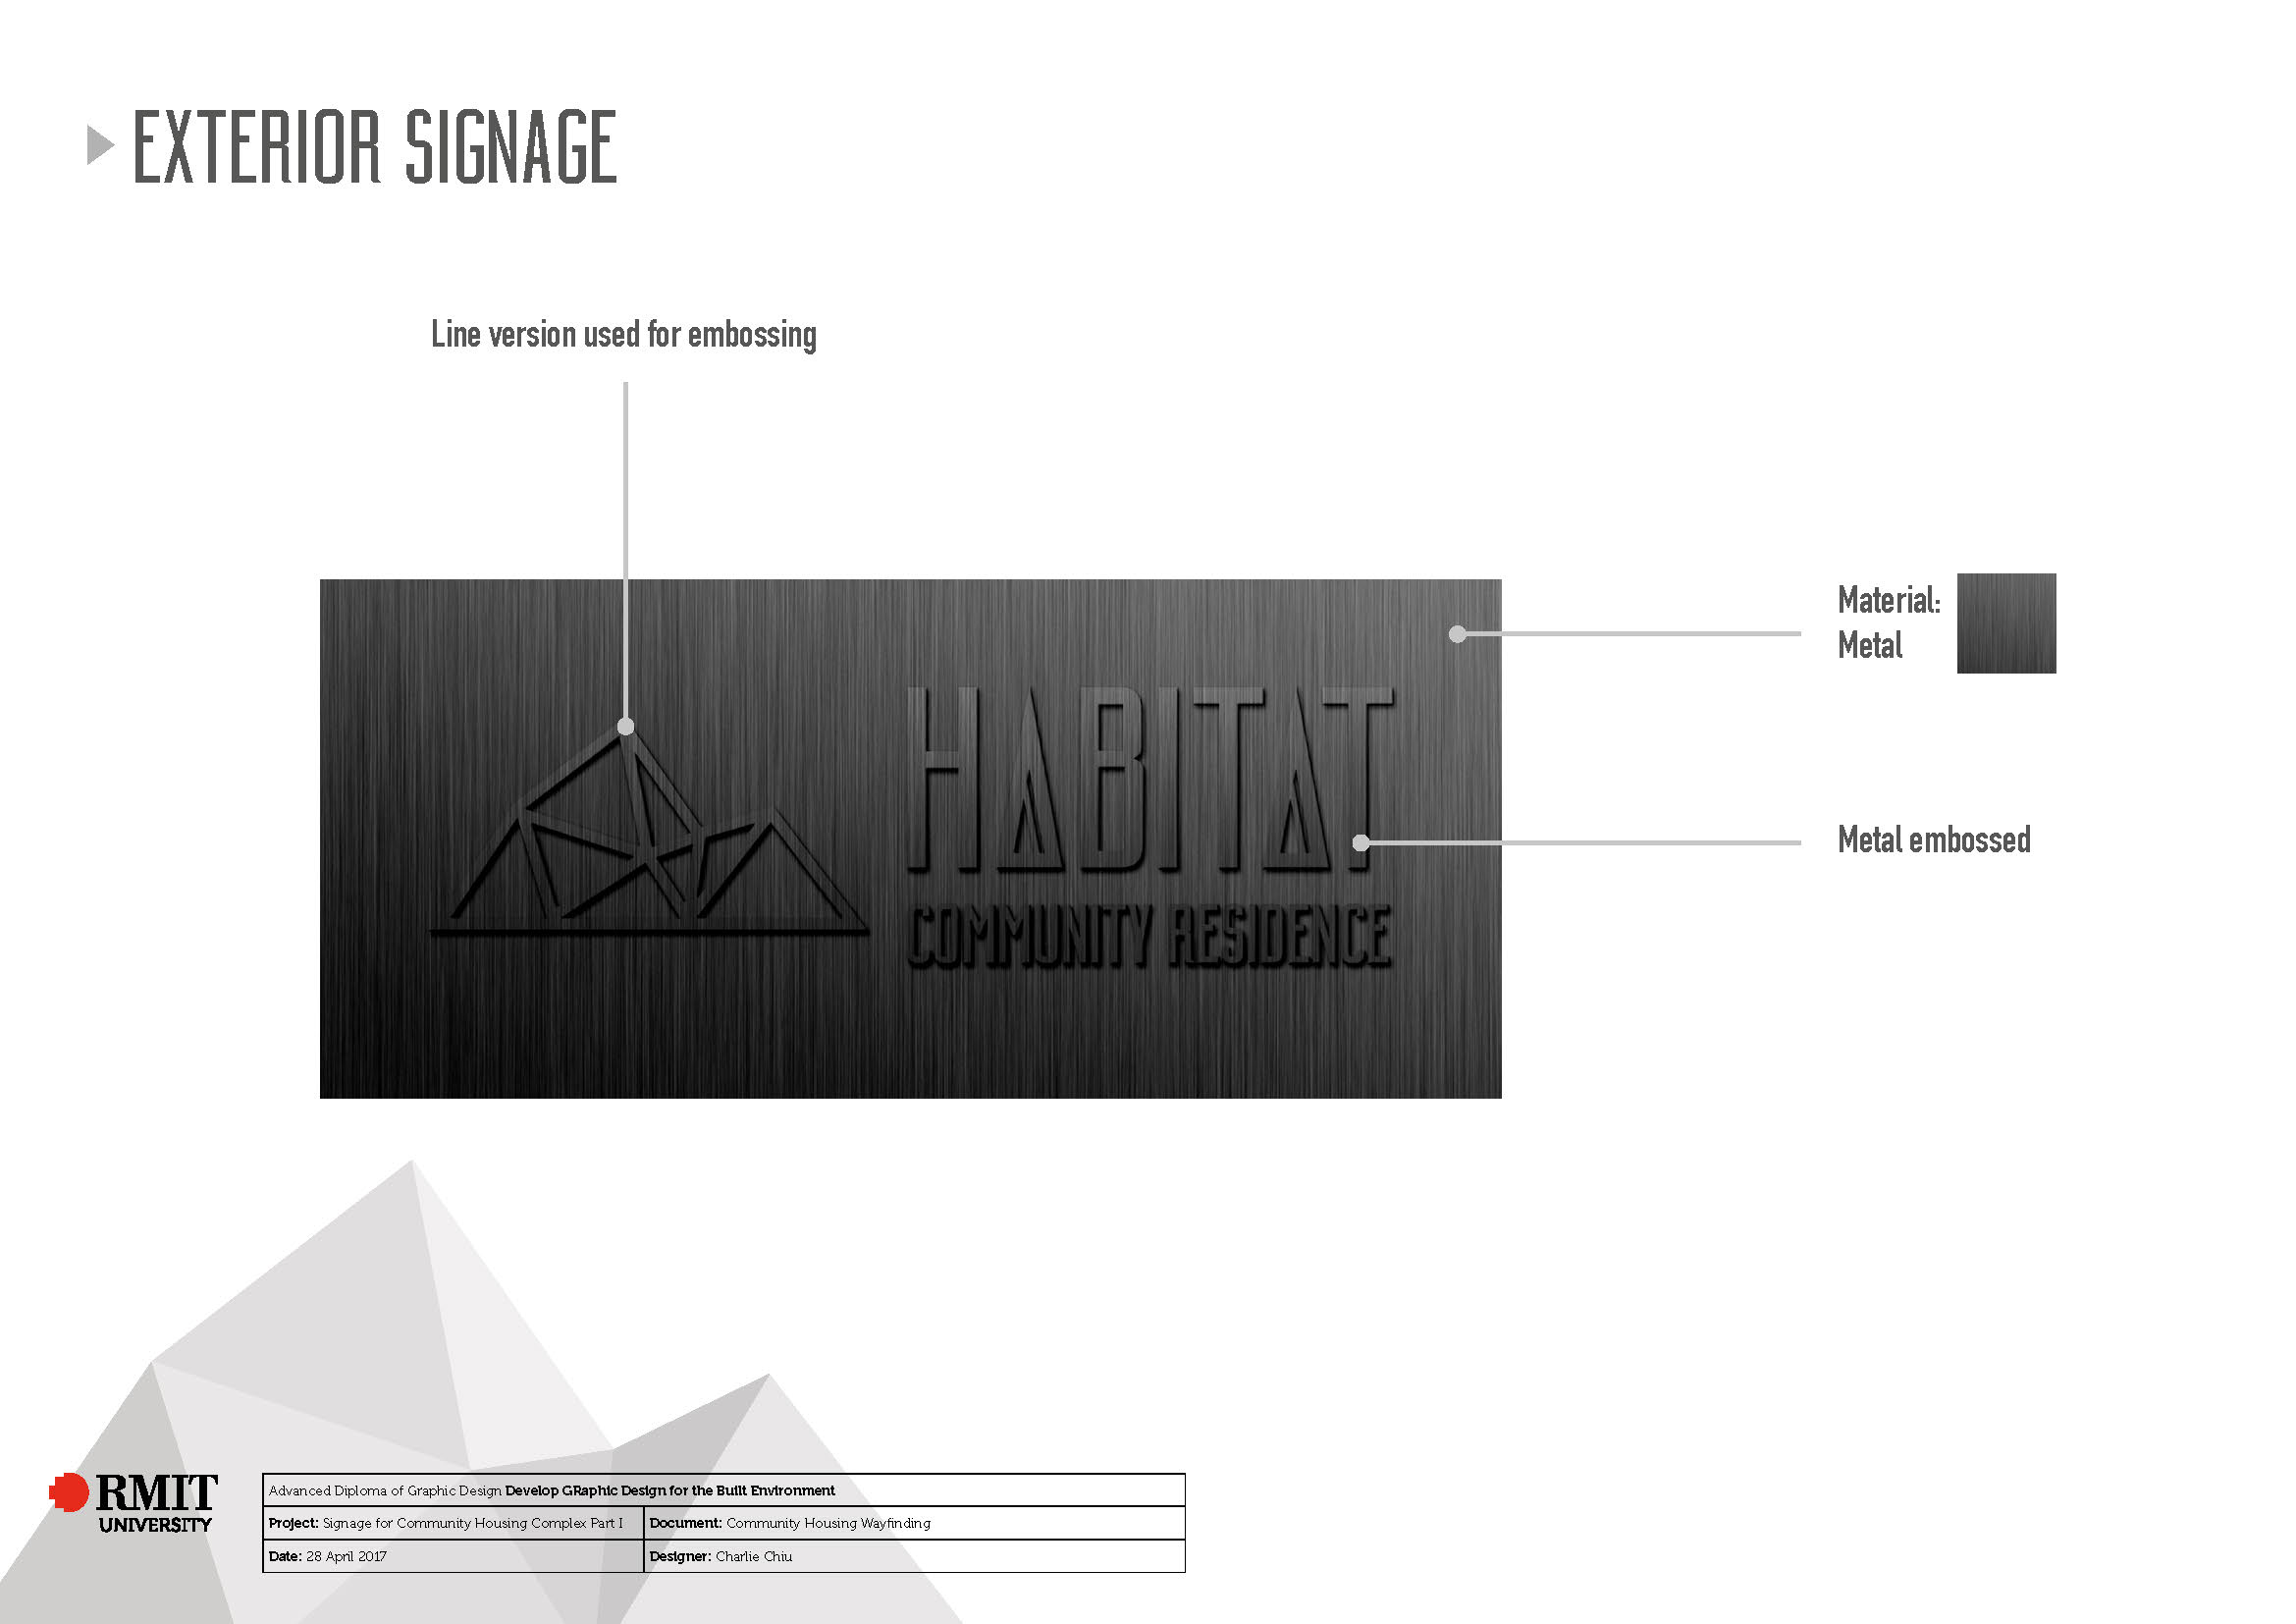 EXTERIOR SIGNAGE
Line version used for embossing
Material:
Metal
HABITAT
COMMUNITY RESIDENCE
Metal embossed
RMIT
UNIVERSITY
Advanced Diploma of Graphic Design Develop GRaphic Design for the Built Environment
Project: Signage for Community Housing Complex Part I
Document: Community Housing Wayfinding
Date: 28 April 2017
Designer: Charlie Chiu